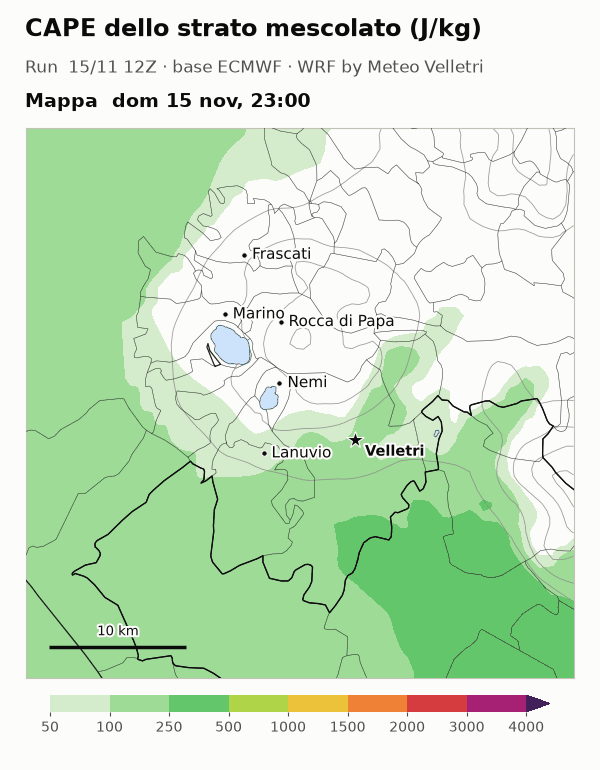 CAPE dello strato mescolato (J/kg)
Run  15/11 12Z · base ECMWF · WRF by Meteo Velletri
Mappa  dom 15 nov, 23:00
Frascati
Marino
Rocca di Papa
Nemi
Velletri
Lanuvio
10 km
50 100 250 500 1000 1500 2000 3000 4000